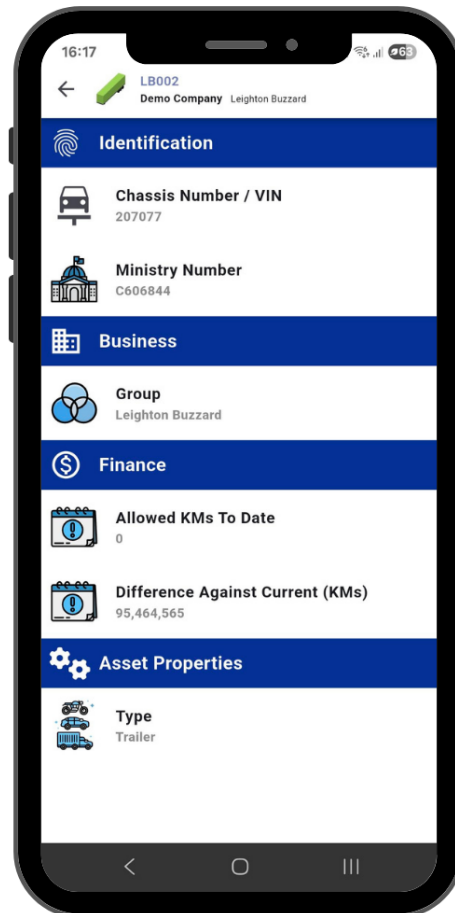 16:17
63
LB002
Demo Company Leighton Buzzard
Identification
Chassis Number / VIN
207077
Ministry Number
C606844
Business
Group
Leighton Buzzard
Finance
Allowed KMs To Date
0
Difference Against Current (KMs)
95,464,565
Asset Properties
Type
Trailer